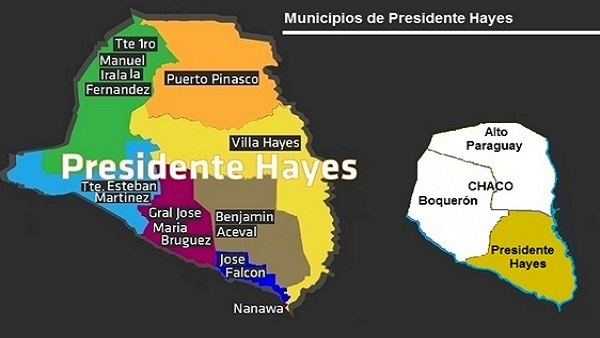 Municipios de Presidente Hayes
Tte 1ro
Manuel
Irala la
Fernandez
Puerto Pinasco
Villa Hayes
Presidente Hayes
Tte. Esteban
Martinez
Gral Jose
Maria
Bruguez
Benjamin
Aceval
Jose
Falcon
Nanawa
Alto
Paraguay
CHACO
Boquerón
Presidente
Hayes